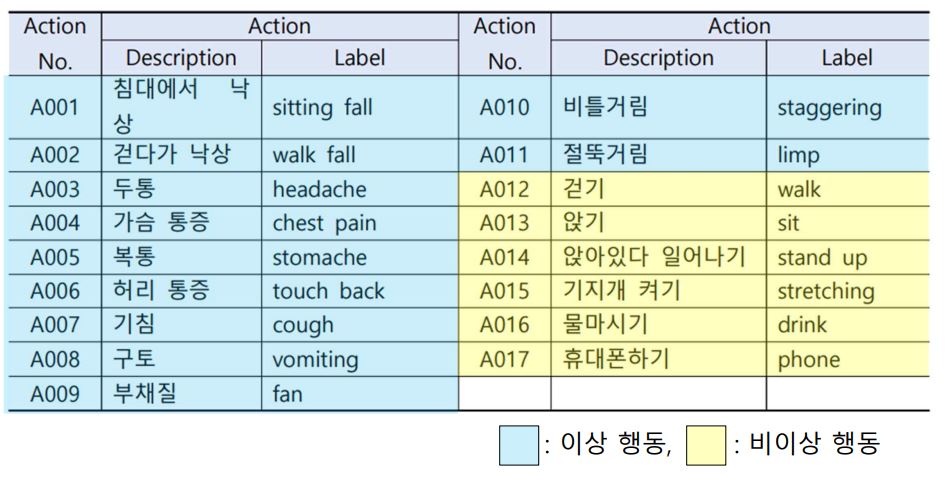 Action No. Action Action No. Action
Description Label Description Label
A001 침대에서 낙상 sitting fall A010 비틀거림 staggering
A002 걷다가 낙상 walk fall A011 절뚝거림 limp
A003 두통 headache A012 걷기 walk
A004 가슴 통증 chest pain A013 앉기 sit
A005 복통 stomache A014 앉아있다 일어나기 stand up
A006 허리 통증 touch back A015 기지개 켜기 stretching
A007 기침 cough A016 물마시기 drink
A008 구토 vomiting A017 휴대폰하기 phone
A009 부채질 fan
: 이상 행동, : 비이상 행동